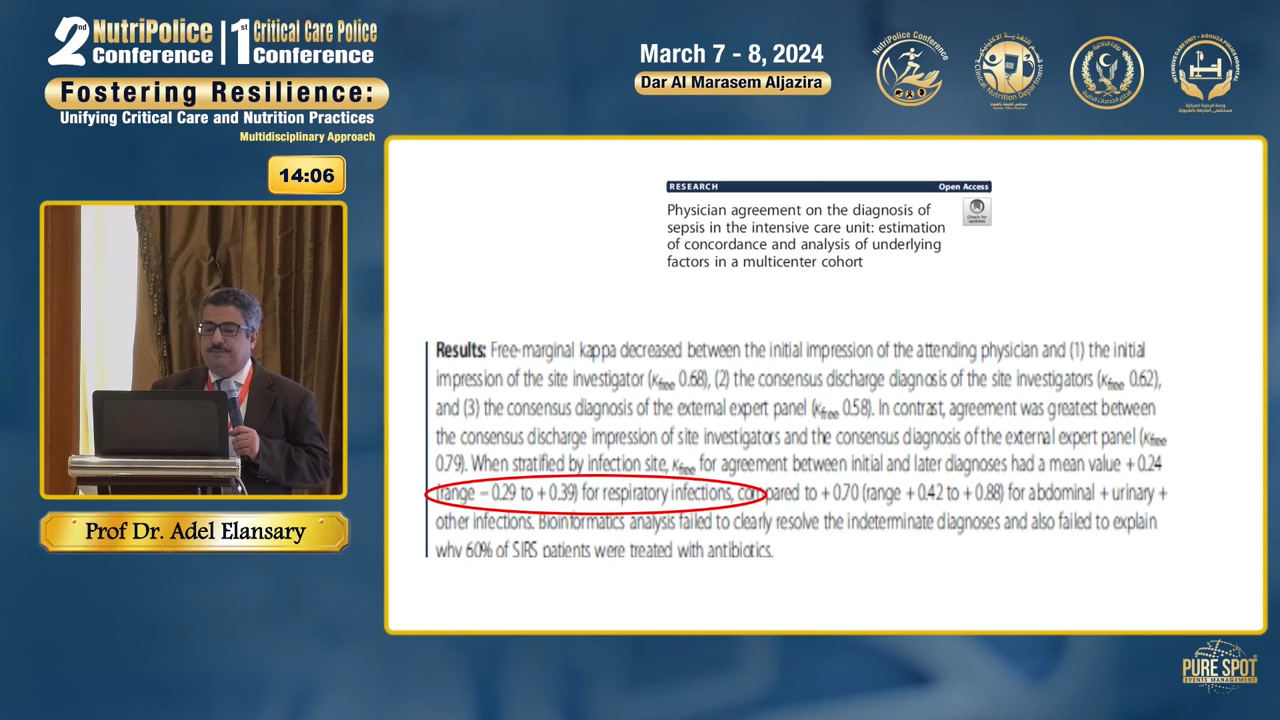 2nd NutriPolice Conference | 1st Critical Care Police Conference
Fostering Resilience:
Unifying Critical Care and Nutrition Practices
Multidisciplinary Approach
March 7 - 8, 2024
Dar Al Marasem Aljazira
NutriPolice Conference
14:06
RESEARCH Open Access
Check for updates
Physician agreement on the diagnosis of
sepsis in the intensive care unit: estimation
of concordance and analysis of underlying
factors in a multicenter cohort
Results: Free-marginal kappa decreased between the initial impression of the attending physician and (1) the initial
impression of the site investigator (κfree 0.68), (2) the consensus discharge diagnosis of the site investigators (κfree 0.62),
and (3) the consensus diagnosis of the external expert panel (κfree 0.58). In contrast, agreement was greatest between
the consensus discharge impression of site investigators and the consensus diagnosis of the external expert panel (κfree
0.79). When stratified by infection site, κfree for agreement between initial and later diagnoses had a mean value + 0.24
(range − 0.29 to + 0.39) for respiratory infections, compared to + 0.70 (range + 0.42 to + 0.88) for abdominal + urinary +
other infections. Bioinformatics analysis failed to clearly resolve the indeterminate diagnoses and also failed to explain
why 60% of SIRS patients were treated with antibiotics.
Prof Dr. Adel Elansary
PURE SPOT
EVENTS MANAGEMENT